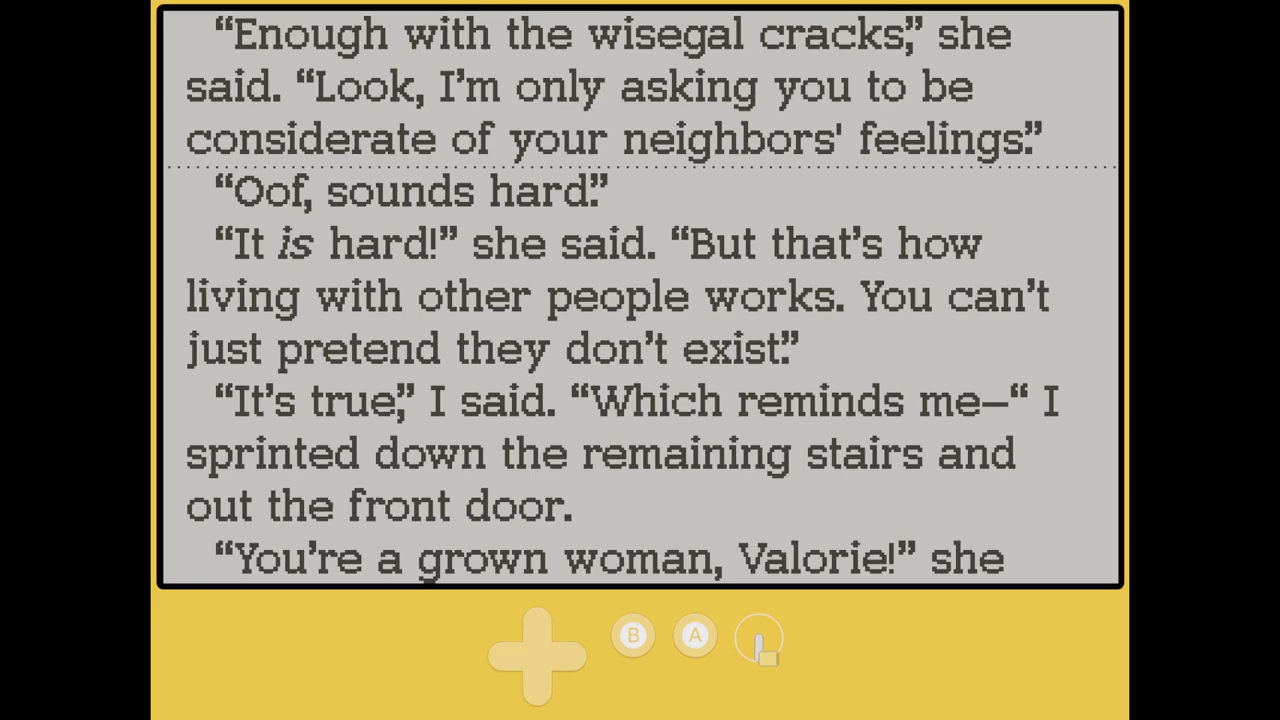 “Enough with the wisegal cracks,” she
said. “Look, I’m only asking you to be
considerate of your neighbors' feelings.”
“Oof, sounds hard.”
“It is hard!” she said. “But that’s how
living with other people works. You can’t
just pretend they don’t exist.”
“It’s true,” I said. “Which reminds me—“ I
sprinted down the remaining stairs and
out the front door.
“You’re a grown woman, Valorie!” she
B A